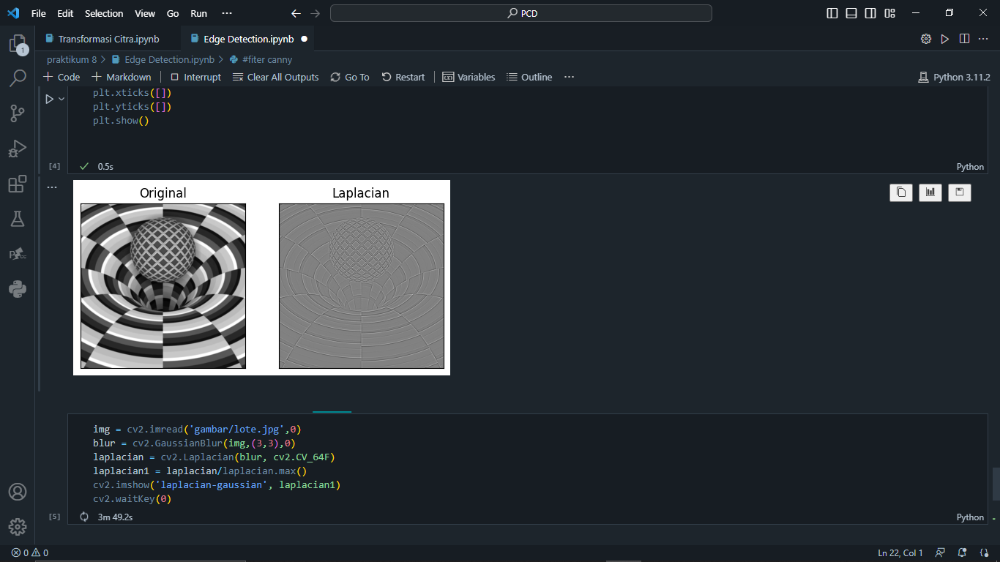 File Edit Selection View Go Run ··· PCD
Transformasi Citra.ipynb Edge Detection.ipynb
praktikum 8 > Edge Detection.ipynb > #fiter canny
Code Markdown Interrupt Clear All Outputs Go To Restart Variables Outline ··· Python 3.11.2
1
plt.xticks([])
plt.yticks([])
plt.show()
[4] 0.5s Python
Original Laplacian
img = cv2.imread('gambar/lote.jpg',0)
blur = cv2.GaussianBlur(img,(3,3),0)
laplacian = cv2.Laplacian(blur, cv2.CV_64F)
laplacian1 = laplacian/laplacian.max()
cv2.imshow('laplacian-gaussian', laplacian1)
cv2.waitKey(0)
[5] 3m 49.2s Python
0 0 Ln 22, Col 1